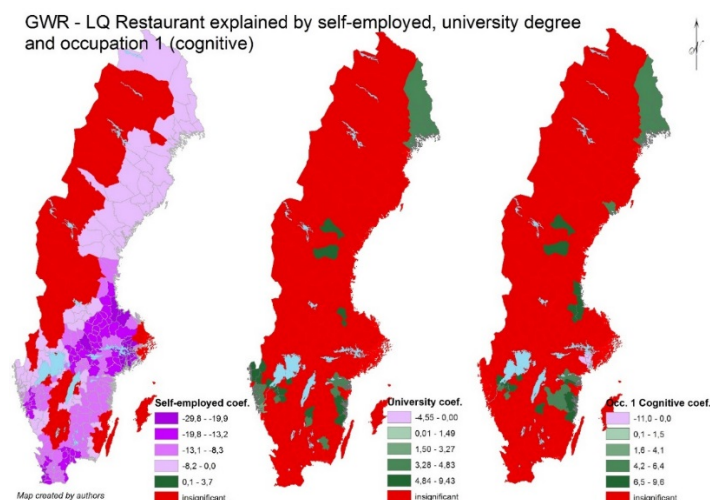 GWR - LQ Restaurant explained by self-employed, university degree
and occupation 1 (cognitive)
Self-employed coef.
-29,8 - -19,9
-19,8 - -13,2
-13,1 - -8,3
-8,2 - 0,0
0,1 - 3,7
insignificant
University coef.
-4,55 - 0,00
0,01 - 1,49
1,50 - 3,27
3,28 - 4,83
4,84 - 9,43
insignificant
Occ. 1 Cognitive coef.
-11,0 - 0,0
0,1 - 1,5
1,6 - 4,1
4,2 - 6,4
6,5 - 9,6
insignificant
Map created by authors